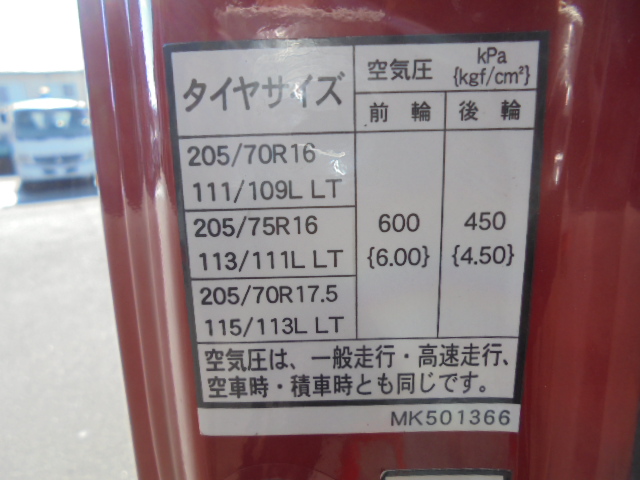 タイヤサイズ
空気圧
kPa
{kgf/cm²}
前輪
後輪
205/70R16
111/109L LT
205/75R16
113/111L LT
205/70R17.5
115/113L LT
600
{6.00}
450
{4.50}
空気圧は、一般走行・高速走行、
空車時・積車時とも同じです。
MK501366